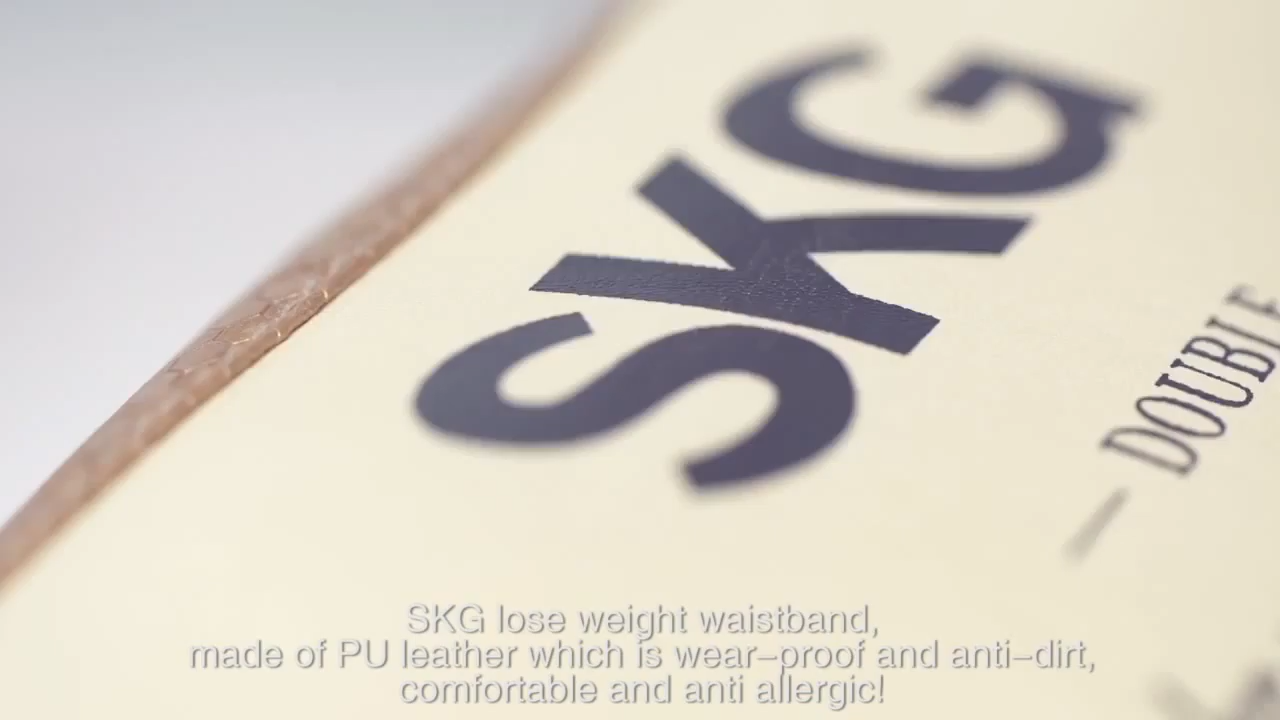 SKG
— DOUBLE
SKG lose weight waistband,
made of PU leather which is wear–proof and anti–dirt,
comfortable and anti allergic!